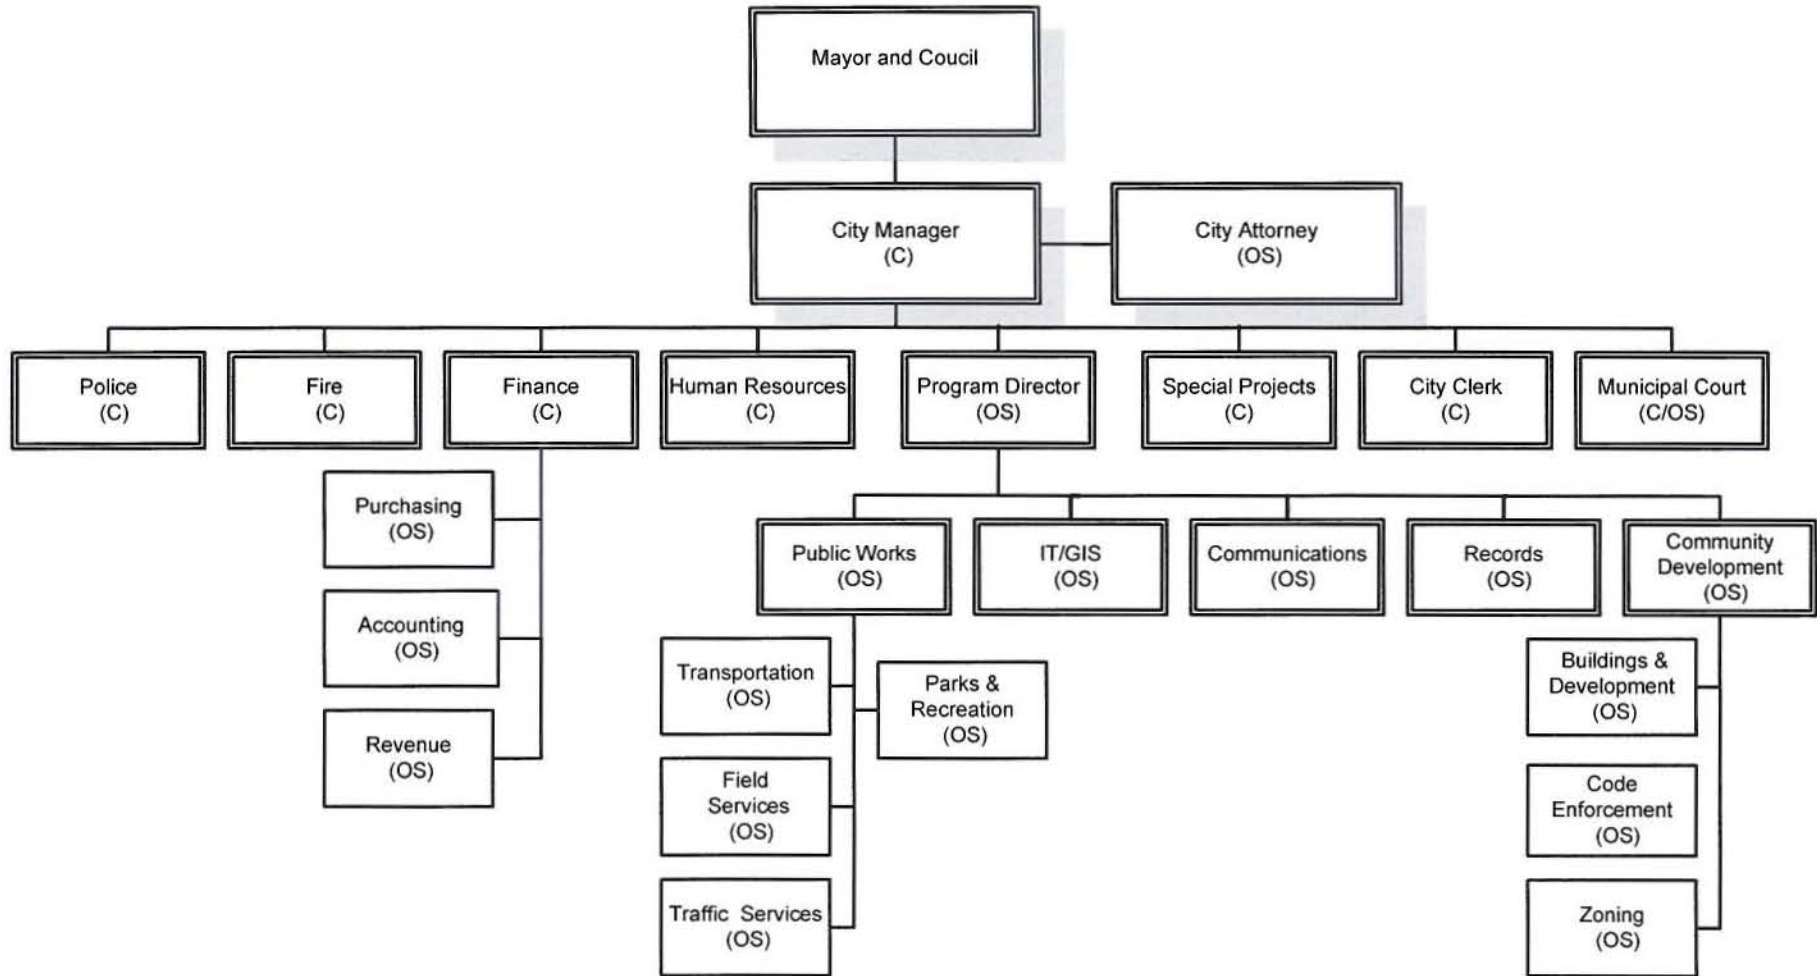 Mayor and Coucil
City Manager
(C)
City Attorney
(OS)
Police
(C)
Fire
(C)
Finance
(C)
Human Resources
(C)
Program Director
(OS)
Special Projects
(C)
City Clerk
(C)
Municipal Court
(C/OS)
Purchasing
(OS)
Accounting
(OS)
Revenue
(OS)
Public Works
(OS)
IT/GIS
(OS)
Communications
(OS)
Records
(OS)
Community
Development
(OS)
Transportation
(OS)
Parks &
Recreation
(OS)
Field
Services
(OS)
Traffic Services
(OS)
Buildings &
Development
(OS)
Code
Enforcement
(OS)
Zoning
(OS)